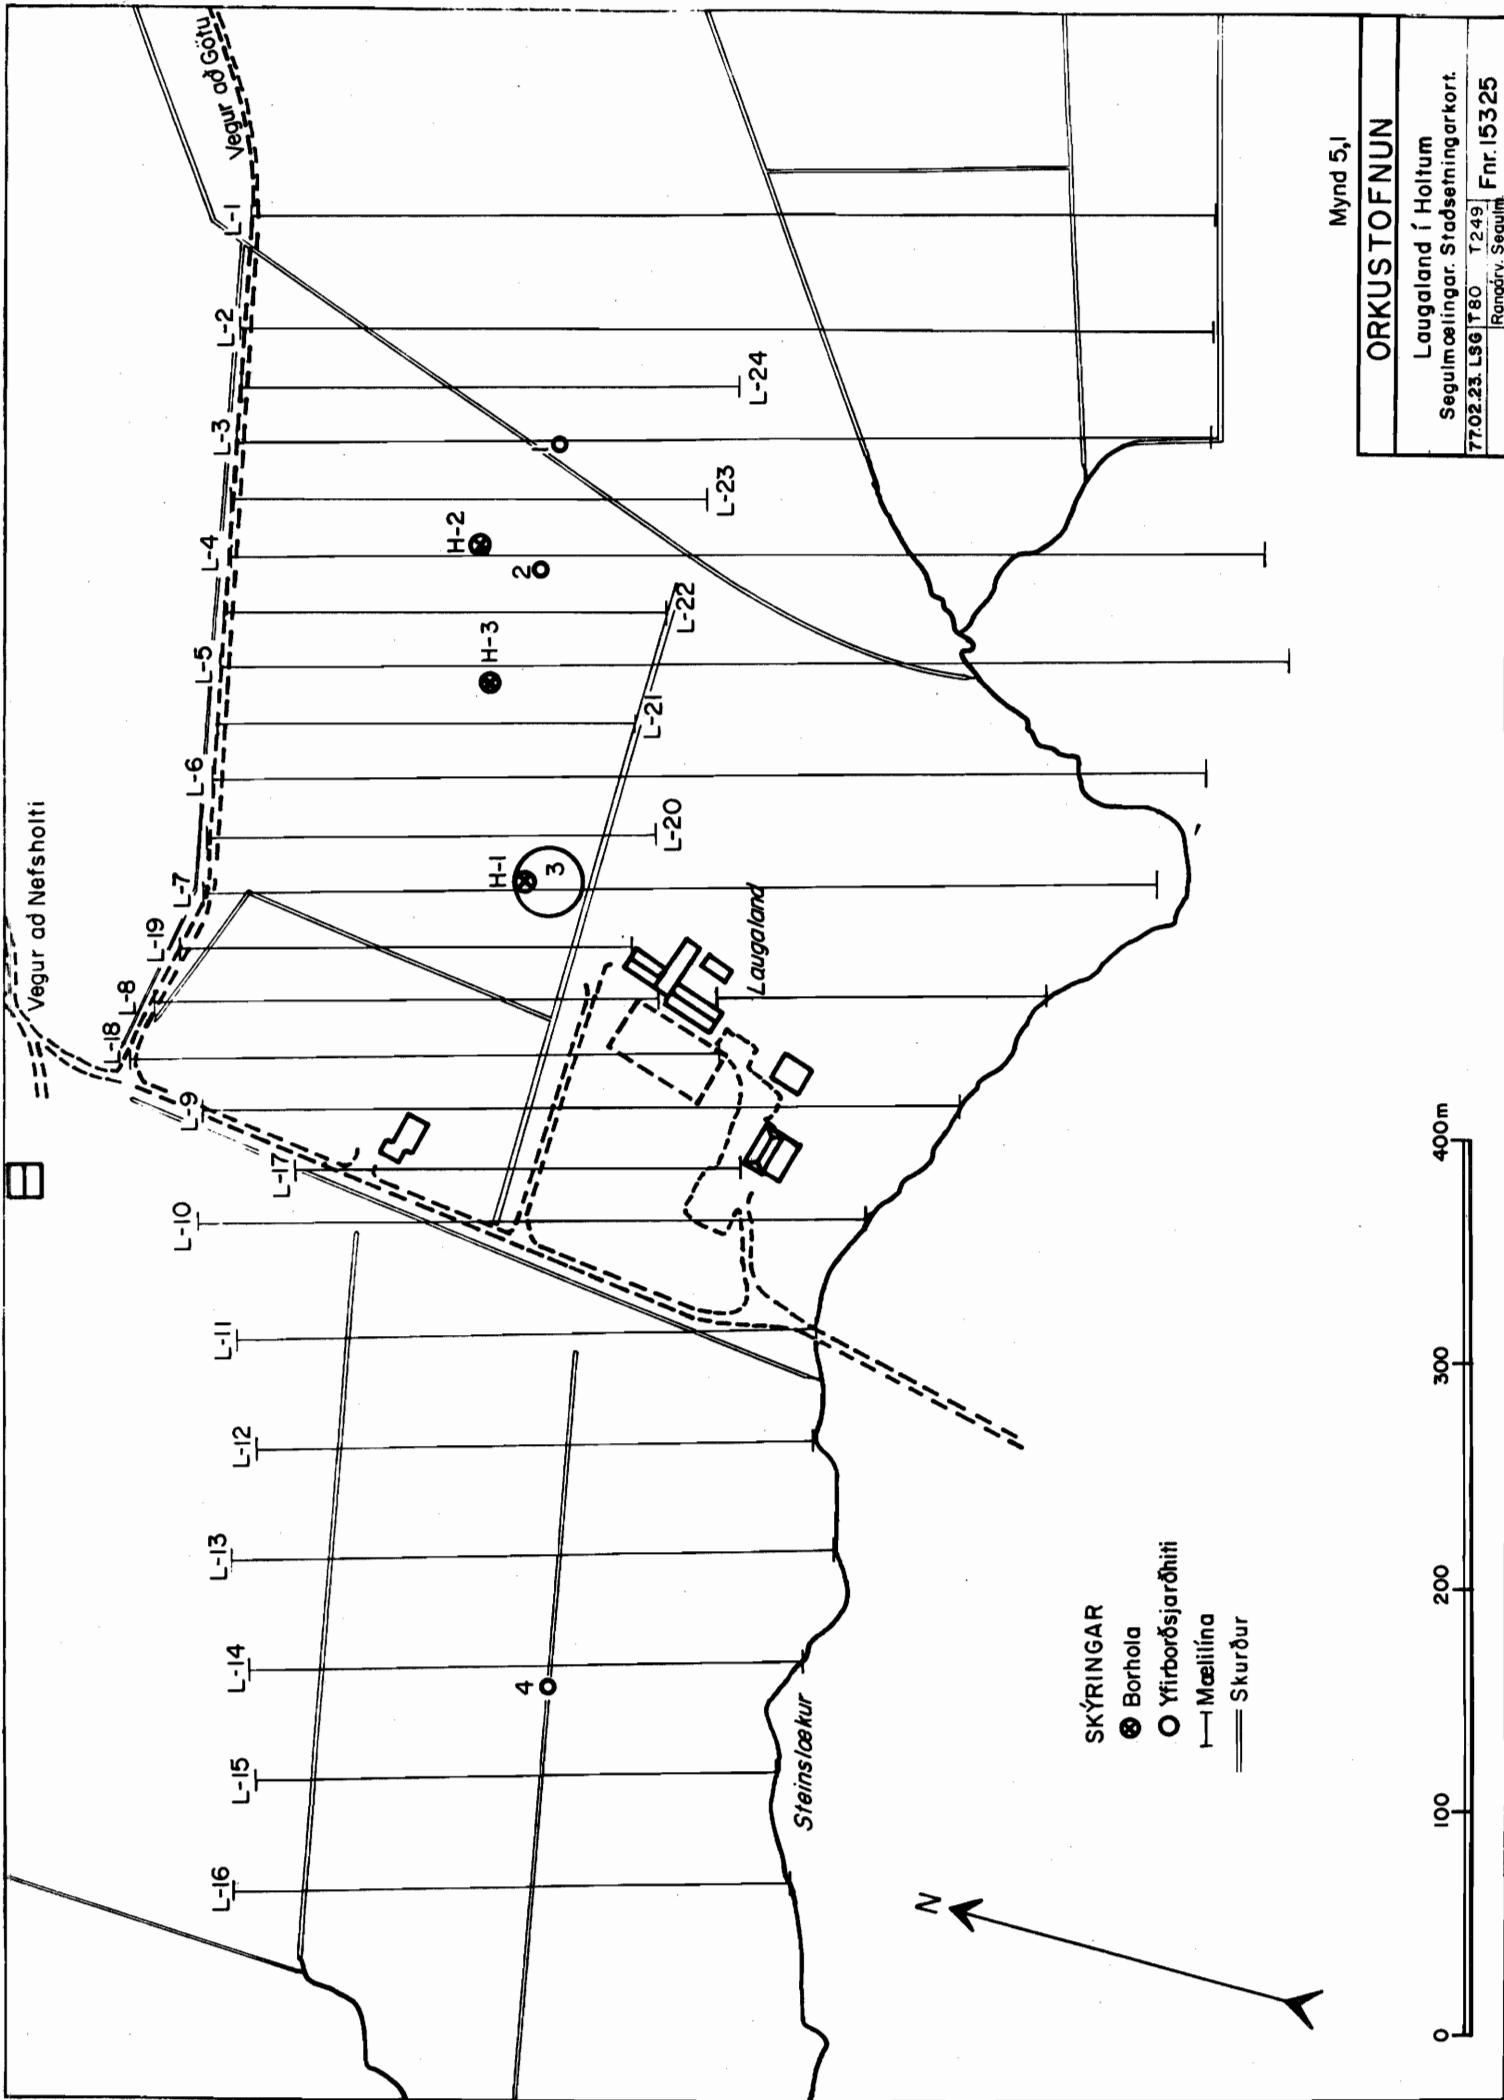 Vegur að Nefsholti
Vegur að Götu
L-18
L-8
L-19
L-7
L-6
L-5
L-4
L-3
L-2
L-1
L-9
L-17
L-10
L-11
L-12
L-13
L-14
L-15
L-16
H-1
3
H-3
H-2
2
1
4
L-20
L-21
L-22
L-23
L-24
Laugaland
Steinslækur
N
SKÝRINGAR
Borhola
Yfirborðsjarðhiti
Mælilína
Skurður
0 100 200 300 400m
Mynd 5,1
ORKUSTOFNUN
Laugaland í Holtum
Segulmælingar. Staðsetningarkort.
77.02.23. LSG T80 T249 Fnr. 15325
Rangárv. Segulm.